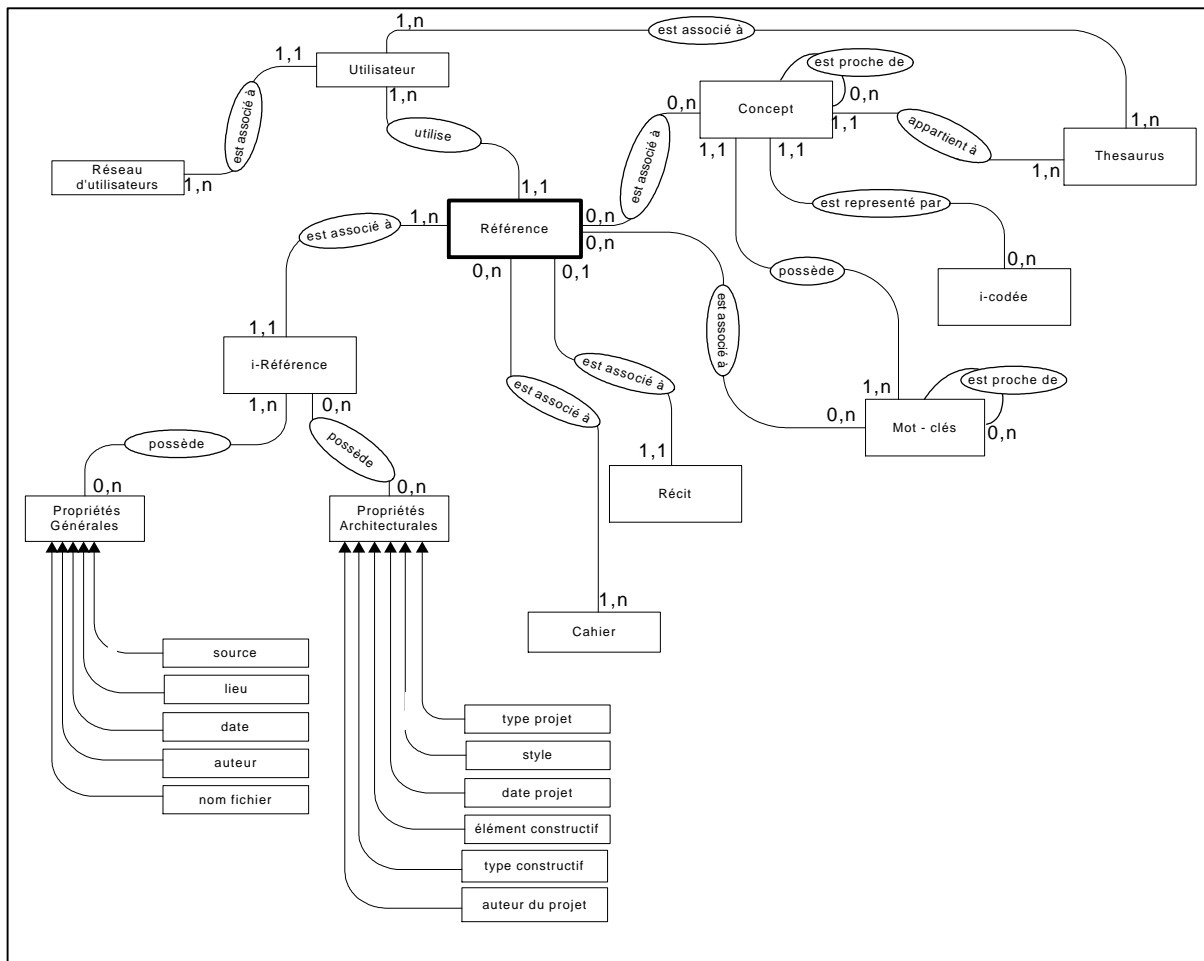 1,n
est associé à
1,1
Utilisateur
est proche de
1,n
est associé à
0,n
Concept
0,n
utilise
1,1
appartient à
1,n
Thesaurus
1,n
Réseau
d'utilisateurs
1,n
1,1
1,1
est associé à
1,1
est representé par
0,n
1,n
Référence
0,n
est associé à
0,n
0,1
possède
0,n
i-codée
est associé à
1,1
i-Référence
est associé à
est proche de
1,n
0,n
est associé à
1,n
possède
possède
0,n
Mot - clés
0,n
1,1
0,n
0,n
Récit
Propriétés
Générales
Propriétés
Architecturales
1,n
Cahier
source
lieu
type projet
date
style
auteur
date projet
nom fichier
élément constructif
type constructif
auteur du projet
est associé à